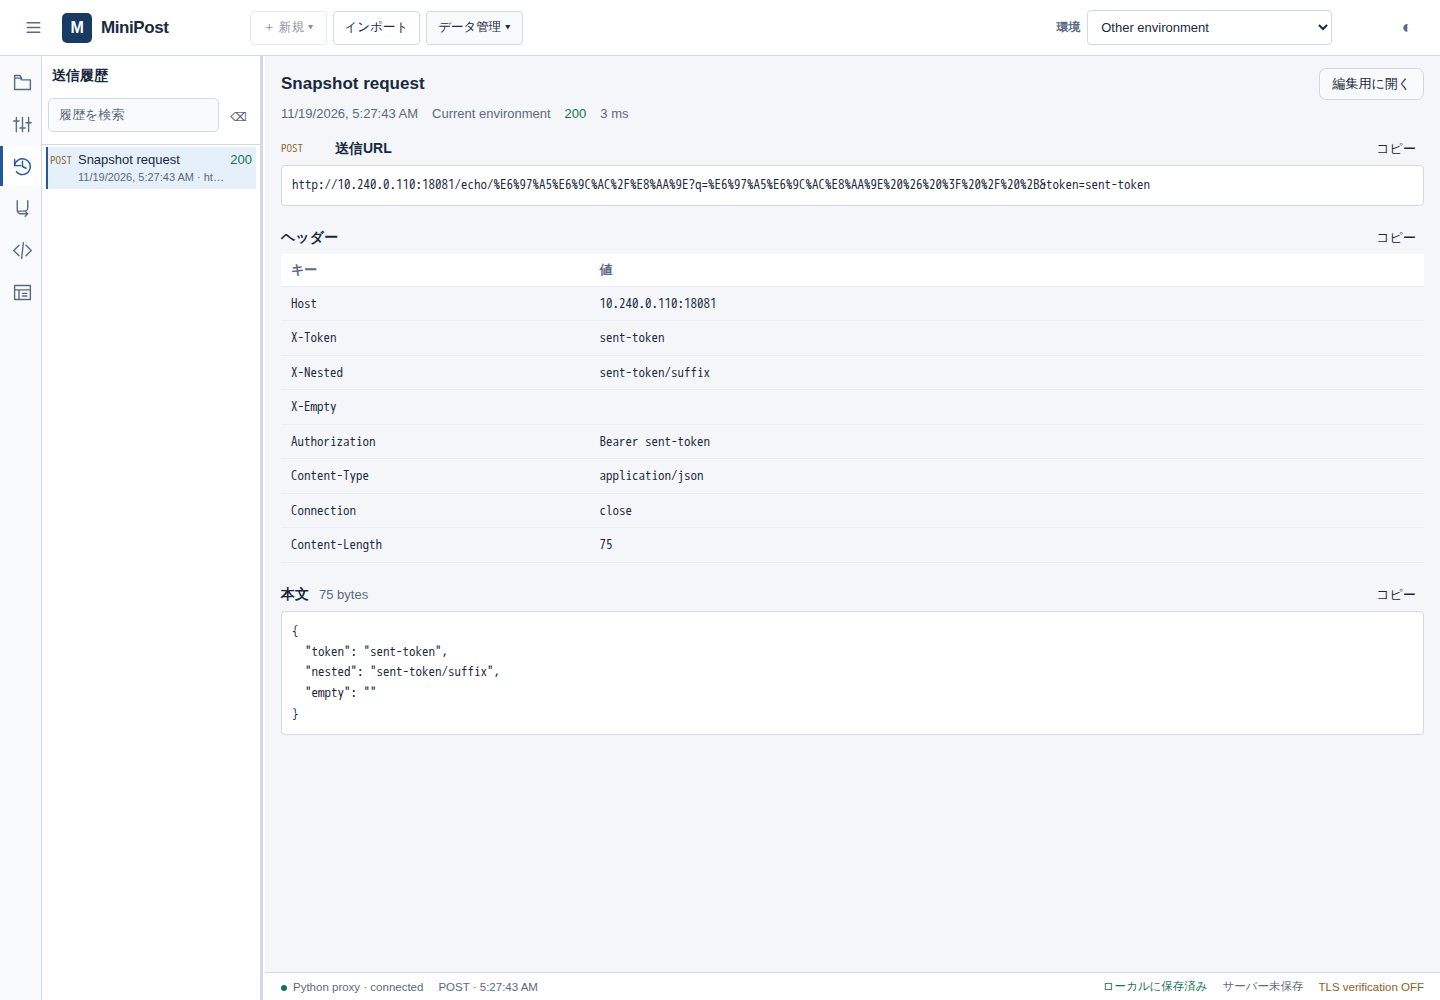 M MiniPost ＋ 新規 ▾ インポート データ管理 ▾ 環境 Other environment
送信履歴
履歴を検索
POST Snapshot request 200
11/19/2026, 5:27:43 AM · ht…
Snapshot request 編集用に開く
11/19/2026, 5:27:43 AM Current environment 200 3 ms
POST 送信URL コピー
http://10.240.0.110:18081/echo/%E6%97%A5%E6%9C%AC%2F%E8%AA%9E?q=%E6%97%A5%E6%9C%AC%E8%AA%9E%20%26%20%3F%20%2F%20%2B&token=sent-token
ヘッダー コピー
キー 値
Host 10.240.0.110:18081
X-Token sent-token
X-Nested sent-token/suffix
X-Empty
Authorization Bearer sent-token
Content-Type application/json
Connection close
Content-Length 75
本文 75 bytes コピー
{
"token": "sent-token",
"nested": "sent-token/suffix",
"empty": ""
}
Python proxy · connected POST · 5:27:43 AM ローカルに保存済み サーバー未保存 TLS verification OFF